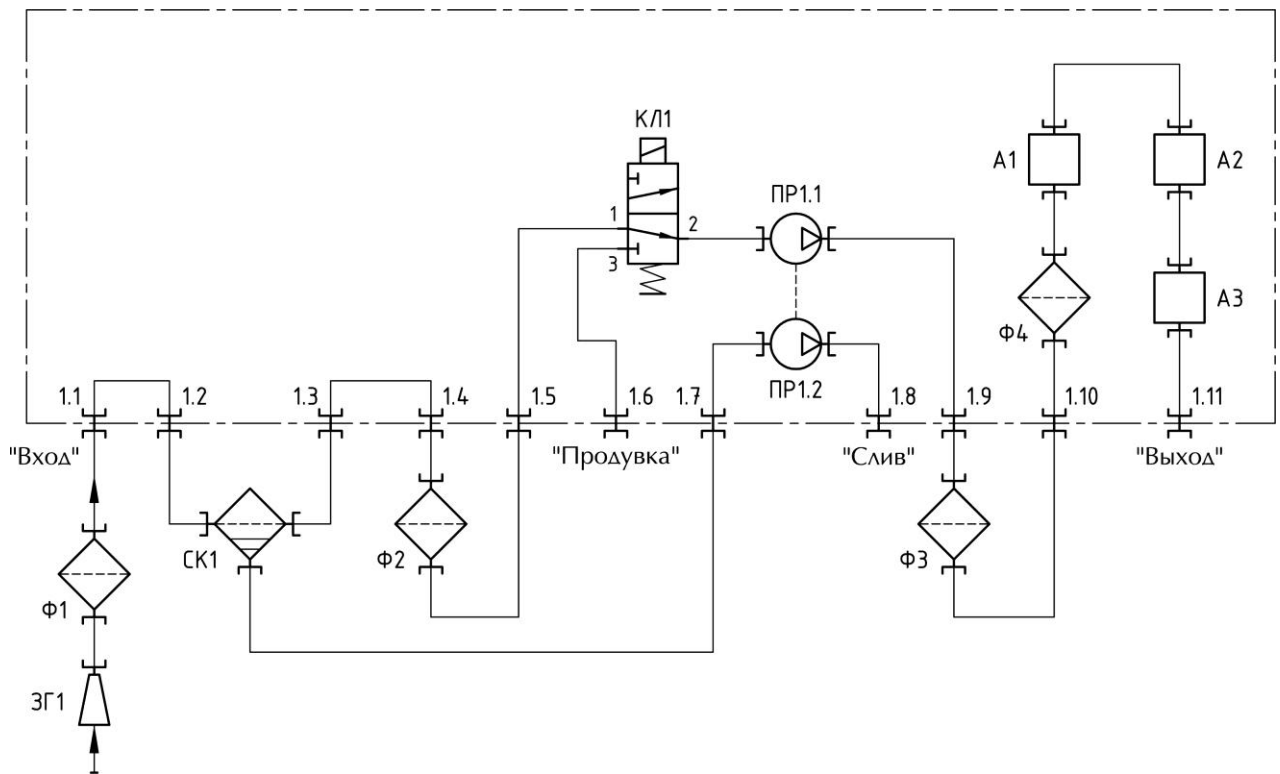 КЛ1
А1
А2
ПР1.1
1
2
3
А3
Ф4
ПР1.2
1.1
1.2
1.3
1.4
1.5
1.6
1.7
1.8
1.9
1.10
1.11
"Вход"
"Продувка"
"Слив"
"Выход"
СК1
Ф2
Ф3
Ф1
ЗГ1